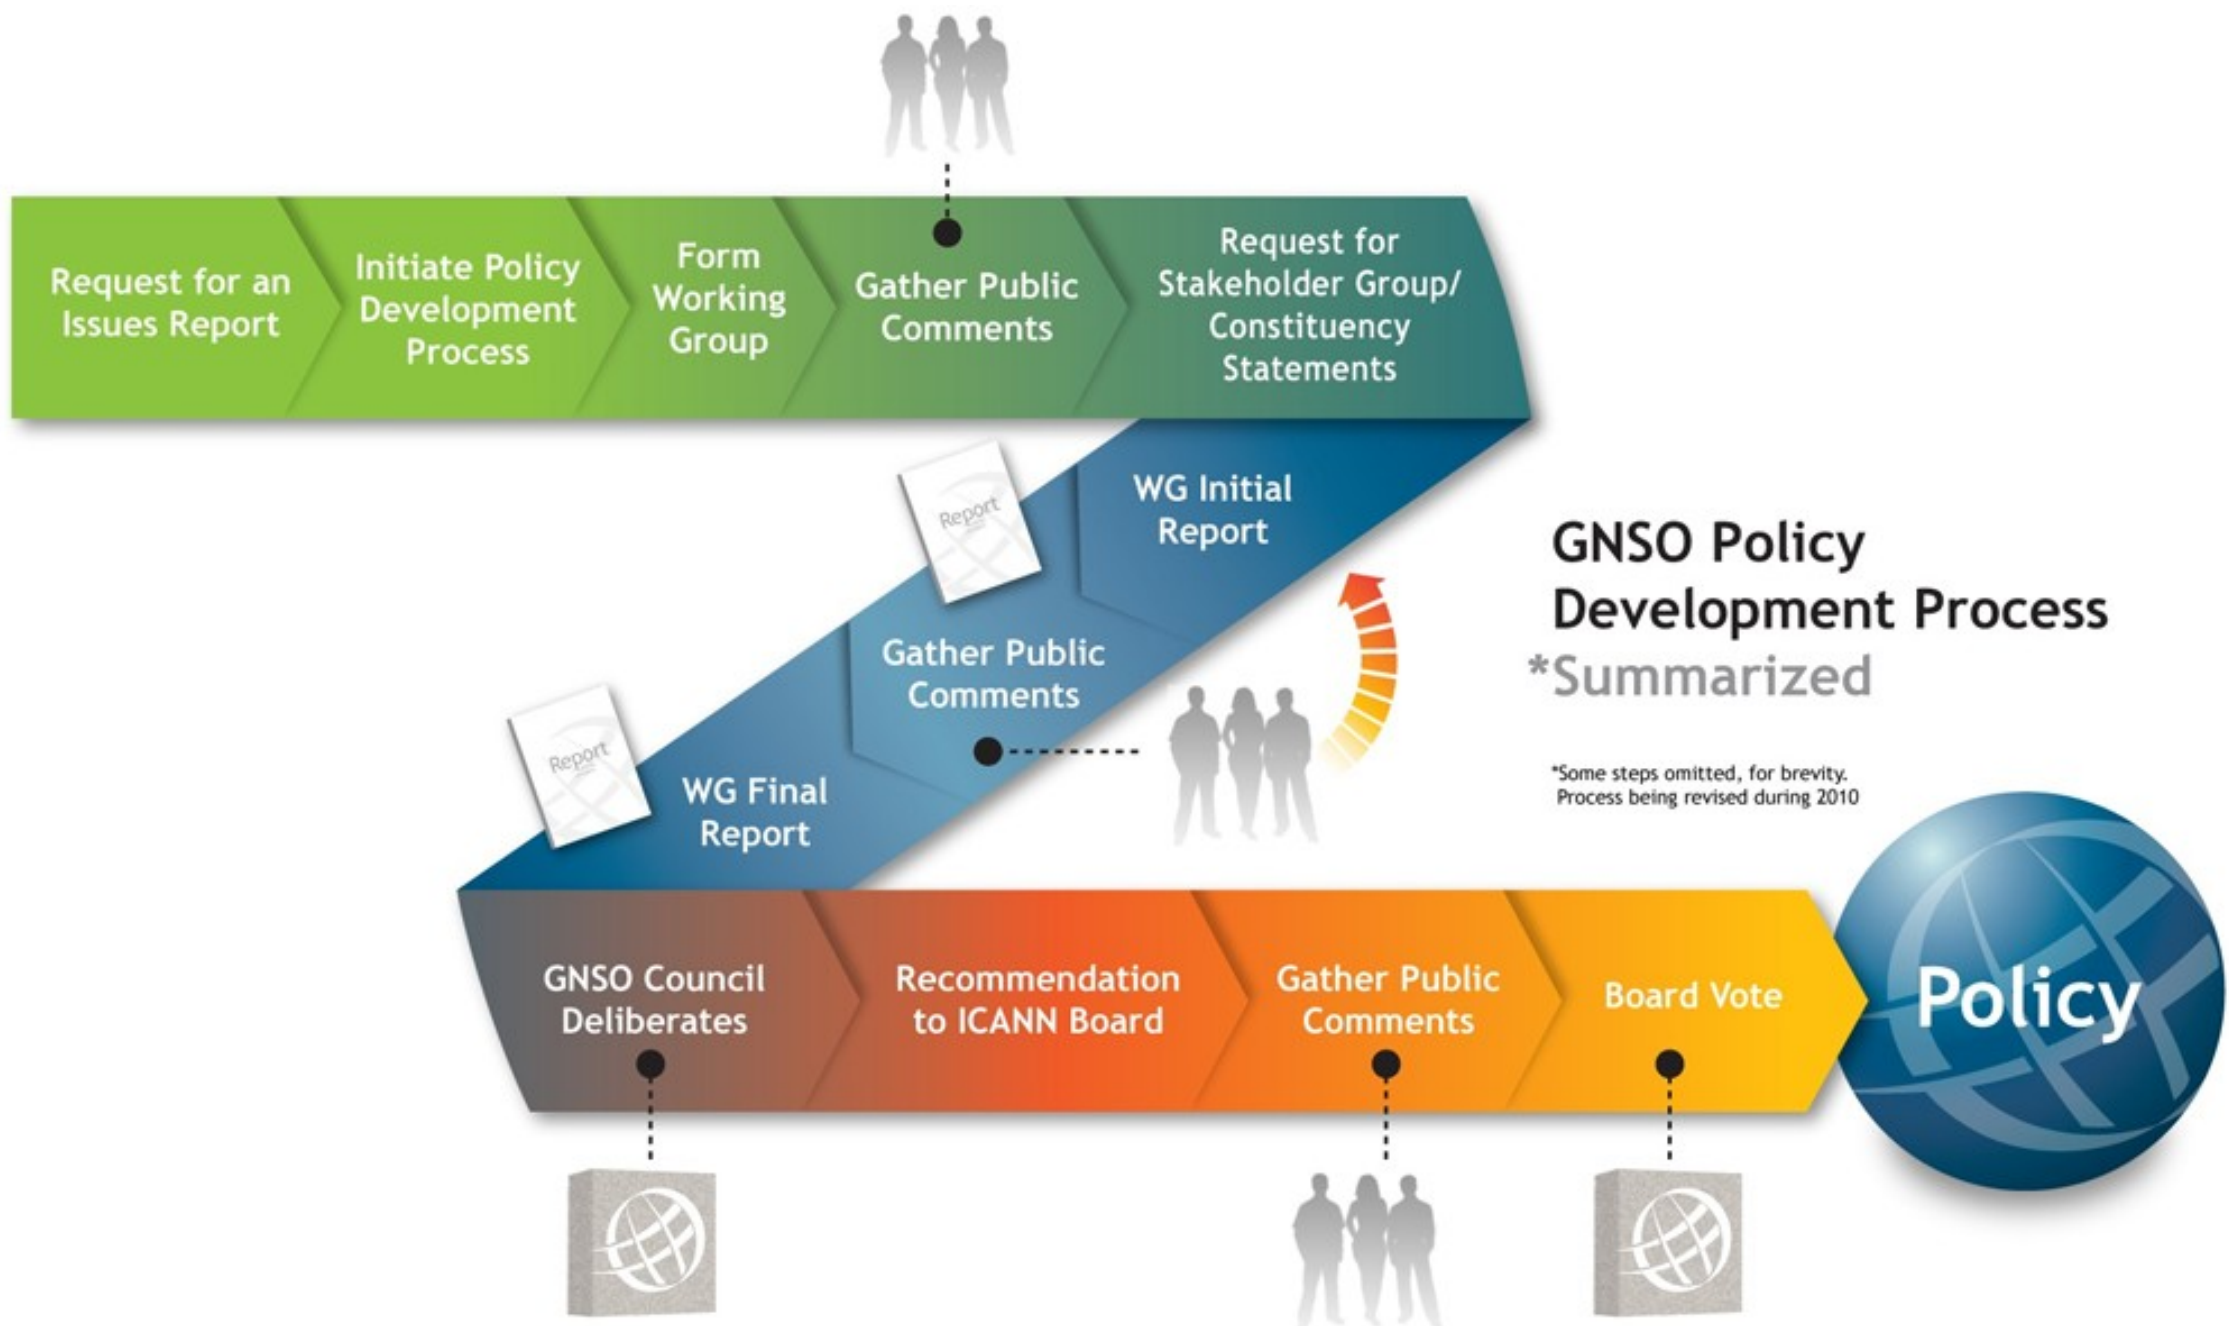 Request for an
Issues Report
Initiate Policy
Development
Process
Form
Working
Group
Gather Public
Comments
Request for
Stakeholder Group/
Constituency
Statements
WG Initial
Report
Report
Gather Public
Comments
Report
WG Final
Report
GNSO Policy
Development Process
*Summarized
*Some steps omitted, for brevity.
Process being revised during 2010
GNSO Council
Deliberates
Recommendation
to ICANN Board
Gather Public
Comments
Board Vote
Policy